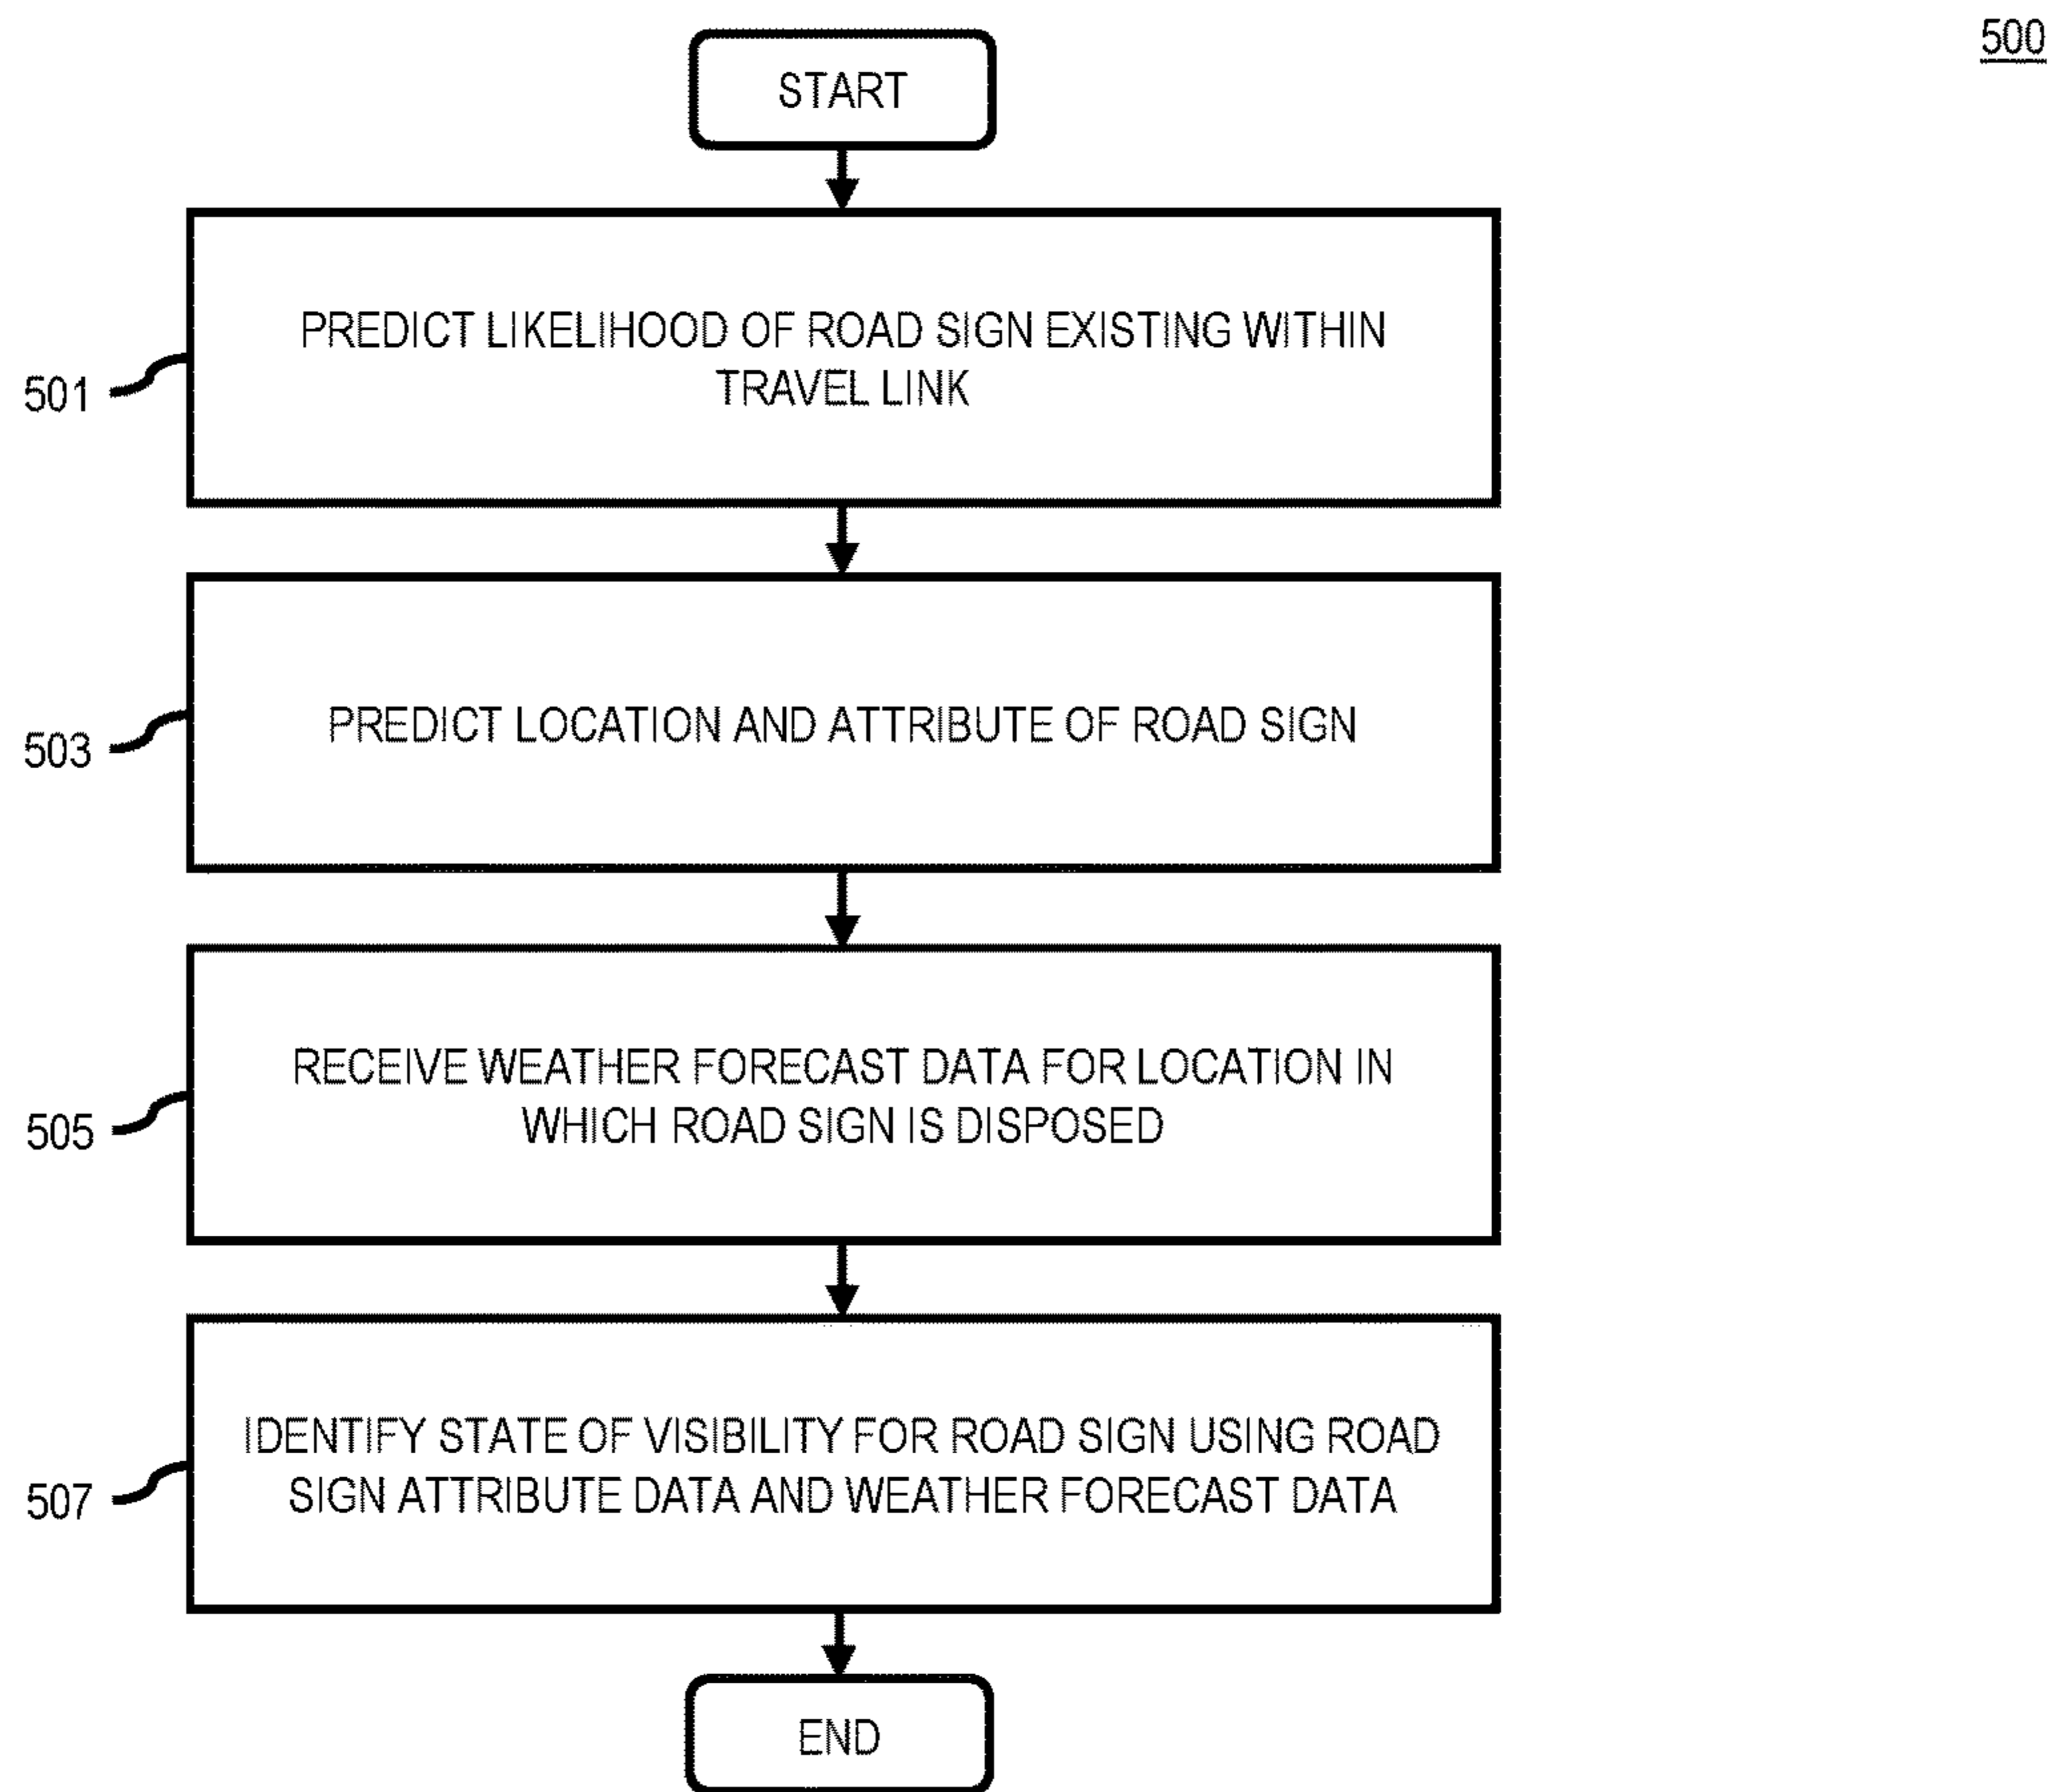 500
START
PREDICT LIKELIHOOD OF ROAD SIGN EXISTING WITHIN
TRAVEL LINK
501
PREDICT LOCATION AND ATTRIBUTE OF ROAD SIGN
503
RECEIVE WEATHER FORECAST DATA FOR LOCATION IN
WHICH ROAD SIGN IS DISPOSED
505
IDENTIFY STATE OF VISIBILITY FOR ROAD SIGN USING ROAD
SIGN ATTRIBUTE DATA AND WEATHER FORECAST DATA
507
END